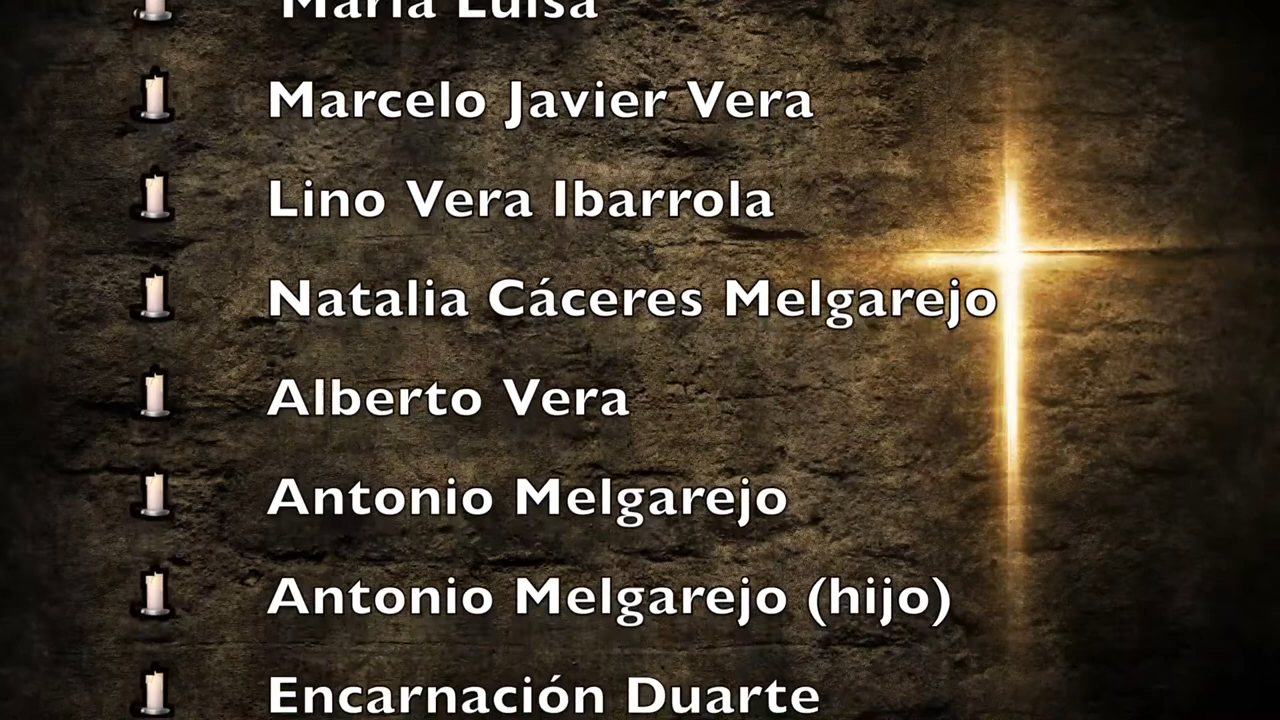 María Luisa
Marcelo Javier Vera
Lino Vera Ibarrola
Natalia Cáceres Melgarejo
Alberto Vera
Antonio Melgarejo
Antonio Melgarejo (hijo)
Encarnación Duarte